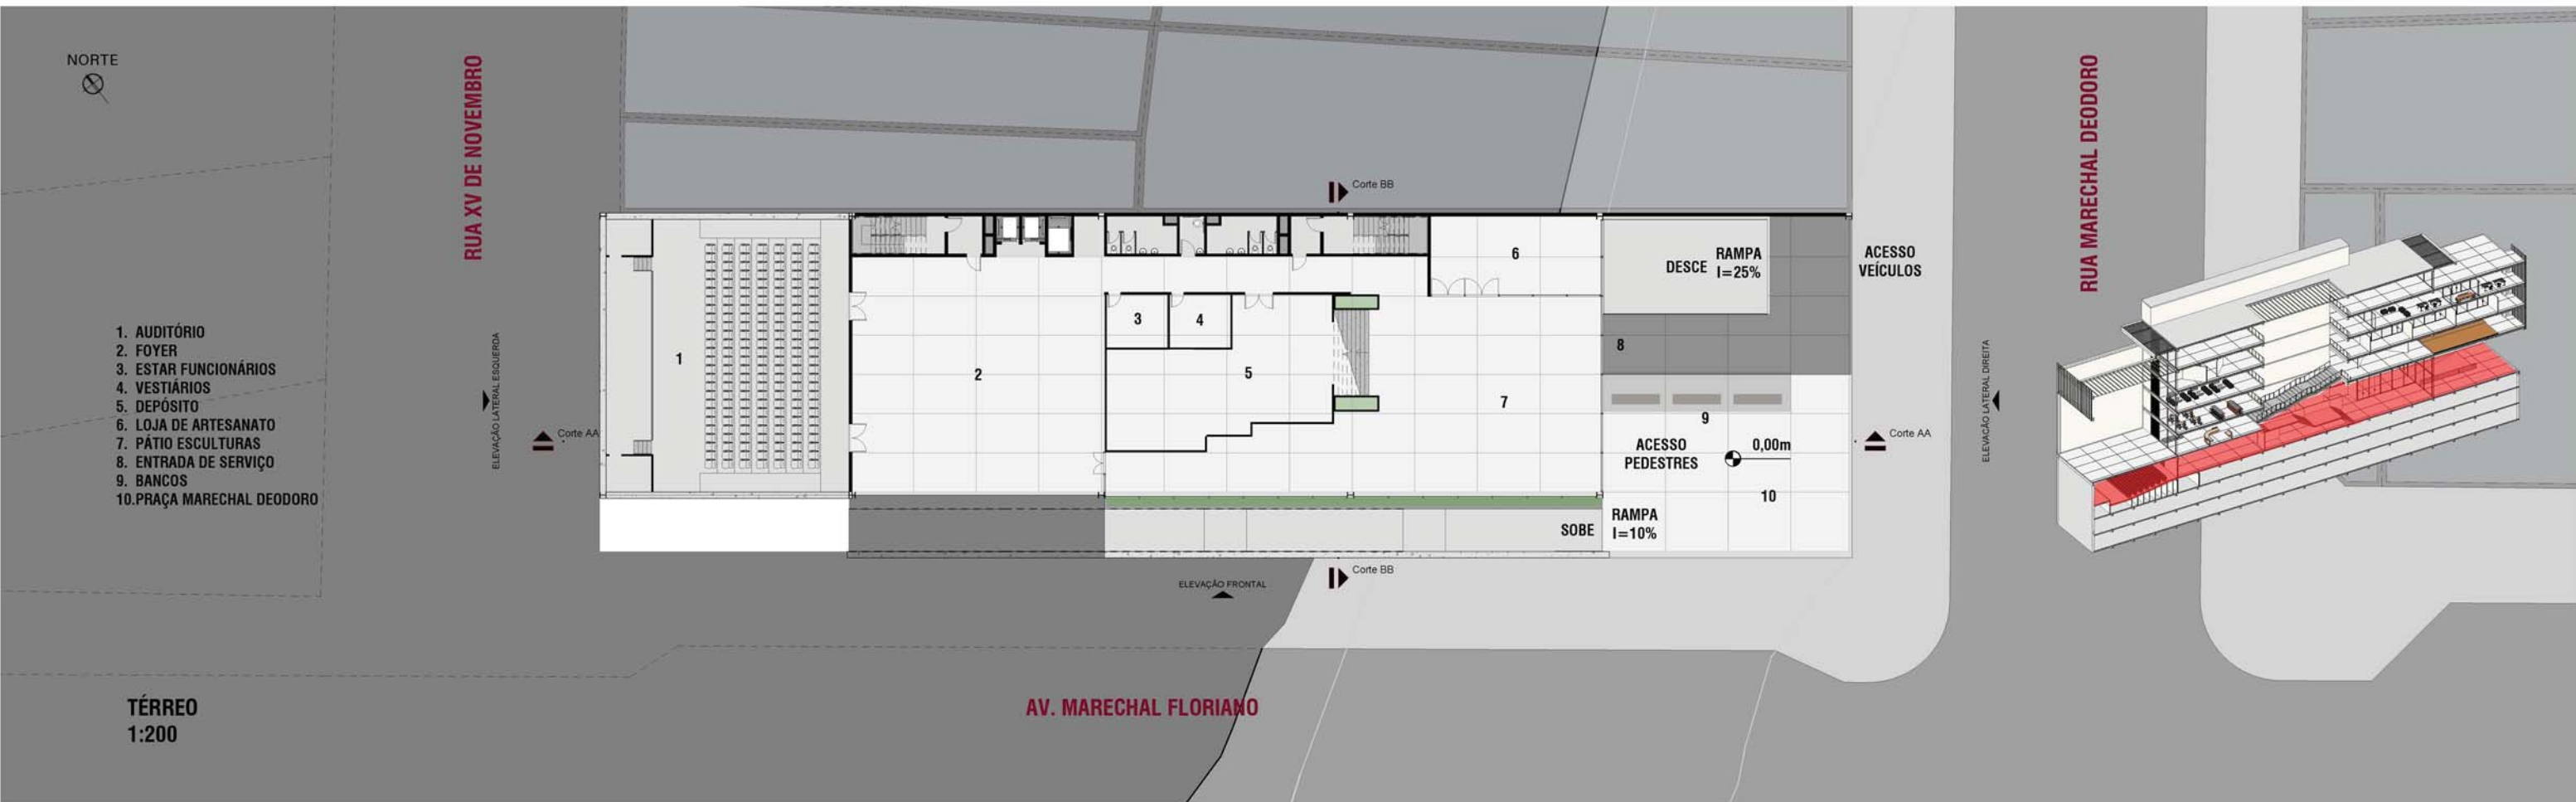 NORTE
RUA XV DE NOVEMBRO
1. AUDITÓRIO
2. FOYER
3. ESTAR FUNCIONÁRIOS
4. VESTIÁRIOS
5. DEPÓSITO
6. LOJA DE ARTESANATO
7. PÁTIO ESCULTURAS
8. ENTRADA DE SERVIÇO
9. BANCOS
10.PRAÇA MARECHAL DEODORO
TÉRREO
1:200
ELEVAÇÃO LATERAL ESQUERDA
Corte AA
Corte BB
1
2
3
4
5
6
7
8
9
10
DESCE
RAMPA
I=25%
ACESSO
VEÍCULOS
ACESSO
PEDESTRES
0,00m
SOBE
RAMPA
I=10%
Corte AA
Corte BB
ELEVAÇÃO FRONTAL
AV. MARECHAL FLORIANO
ELEVAÇÃO LATERAL DIREITA
RUA MARECHAL DEODORO